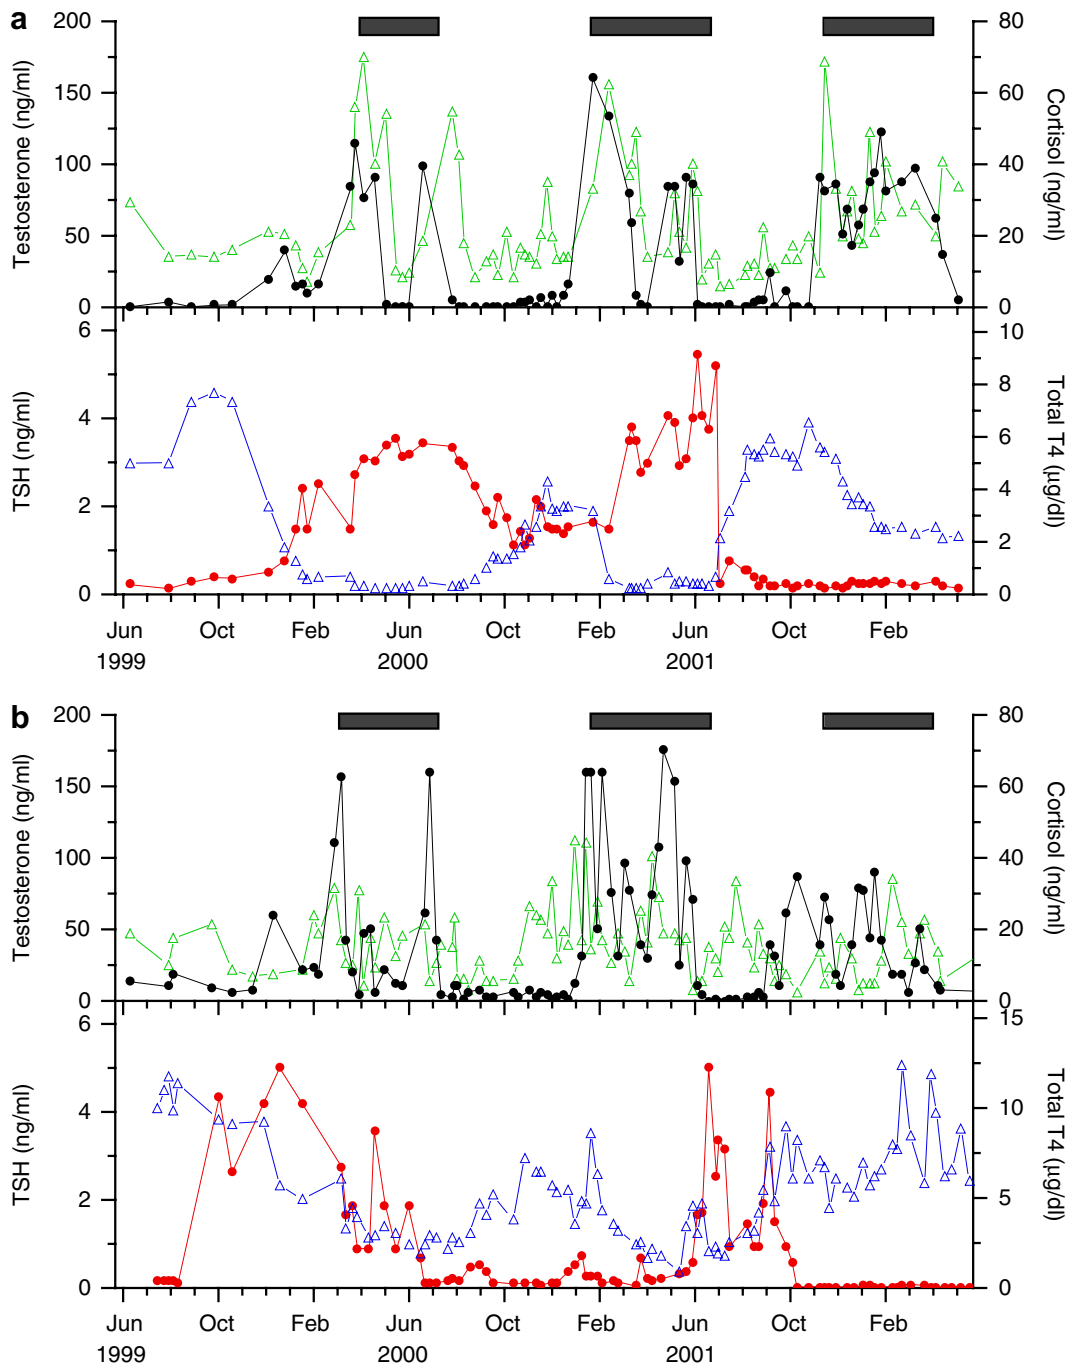 a
200
150
100
50
0
Testosterone (ng/ml)
80
60
40
20
0
Cortisol (ng/ml)
6
4
2
0
TSH (ng/ml)
10
8
6
4
2
0
Total T4 (μg/dl)
Jun Oct Feb Jun Oct Feb Jun Oct Feb
1999 2000 2001
b
200
150
100
50
0
Testosterone (ng/ml)
80
60
40
20
0
Cortisol (ng/ml)
6
4
2
0
TSH (ng/ml)
15
10
5
0
Total T4 (μg/dl)
Jun Oct Feb Jun Oct Feb Jun Oct Feb
1999 2000 2001